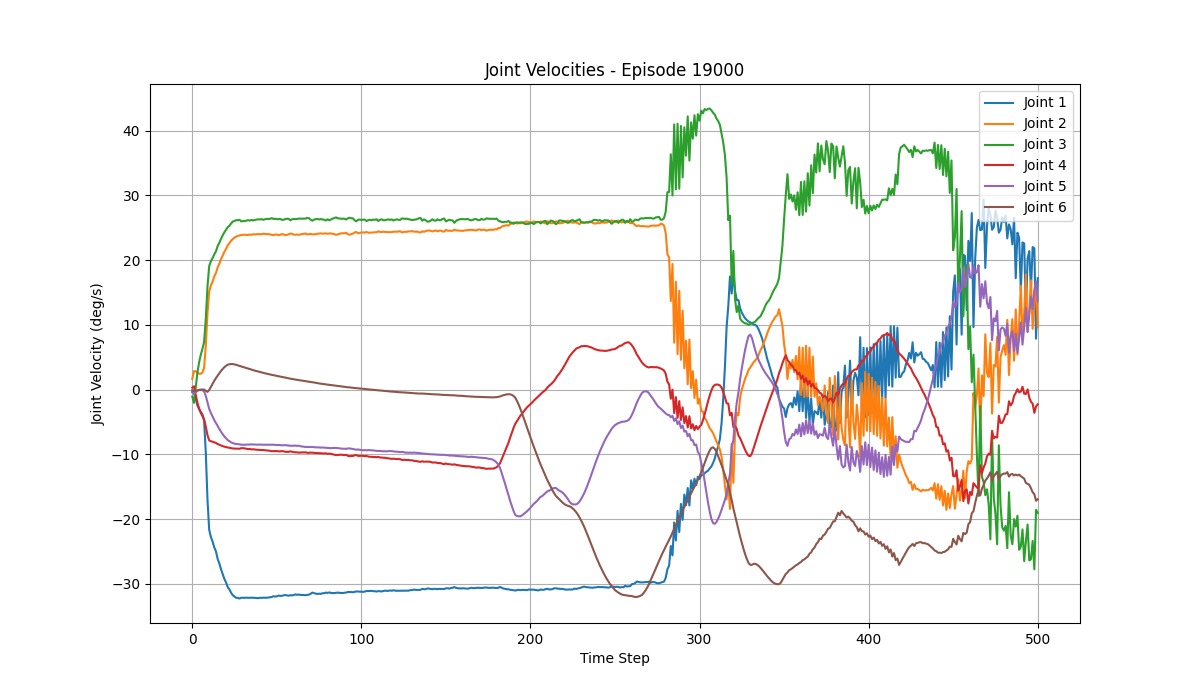 Joint Velocities - Episode 19000
Joint Velocity (deg/s)
40
30
20
10
0
−10
−20
−30
Joint 1
Joint 2
Joint 3
Joint 4
Joint 5
Joint 6
0
100
200
300
400
500
Time Step